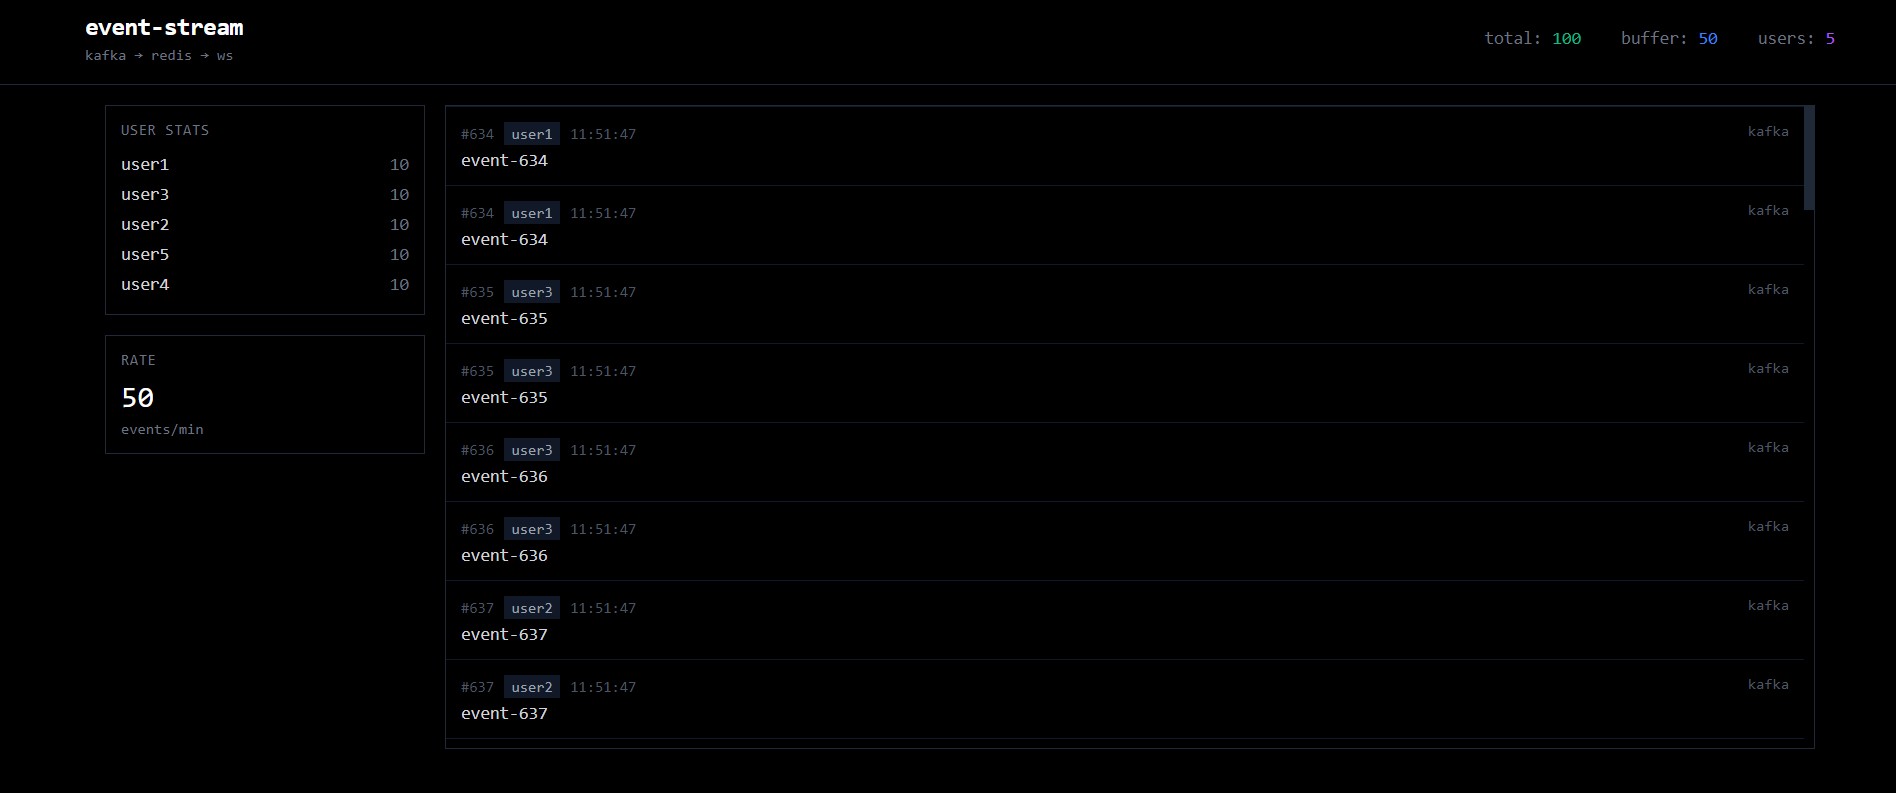 event-stream
kafka → redis → ws
total: 100 buffer: 50 users: 5
USER STATS
user1 10
user3 10
user2 10
user5 10
user4 10
RATE
50
events/min
#634 user1 11:51:47 kafka
event-634
#634 user1 11:51:47 kafka
event-634
#635 user3 11:51:47 kafka
event-635
#635 user3 11:51:47 kafka
event-635
#636 user3 11:51:47 kafka
event-636
#636 user3 11:51:47 kafka
event-636
#637 user2 11:51:47 kafka
event-637
#637 user2 11:51:47 kafka
event-637